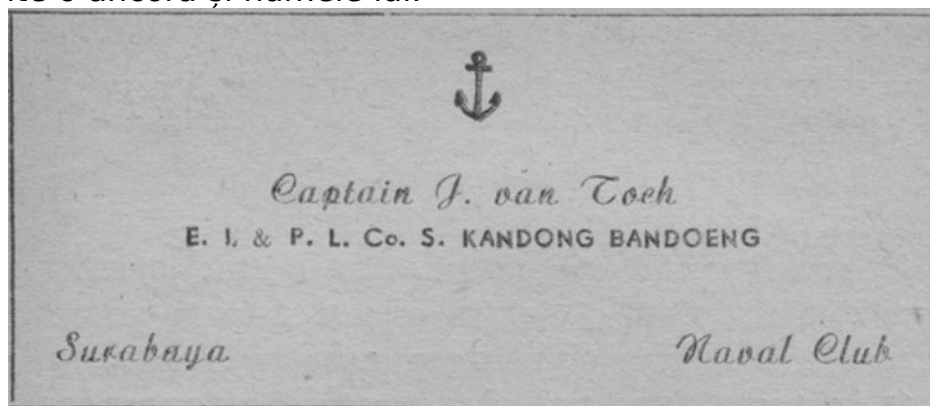 Captain J. van Toch
E. I. & P. L. Co. S. KANDONG BANDOENG
Surabaya
Naval Club